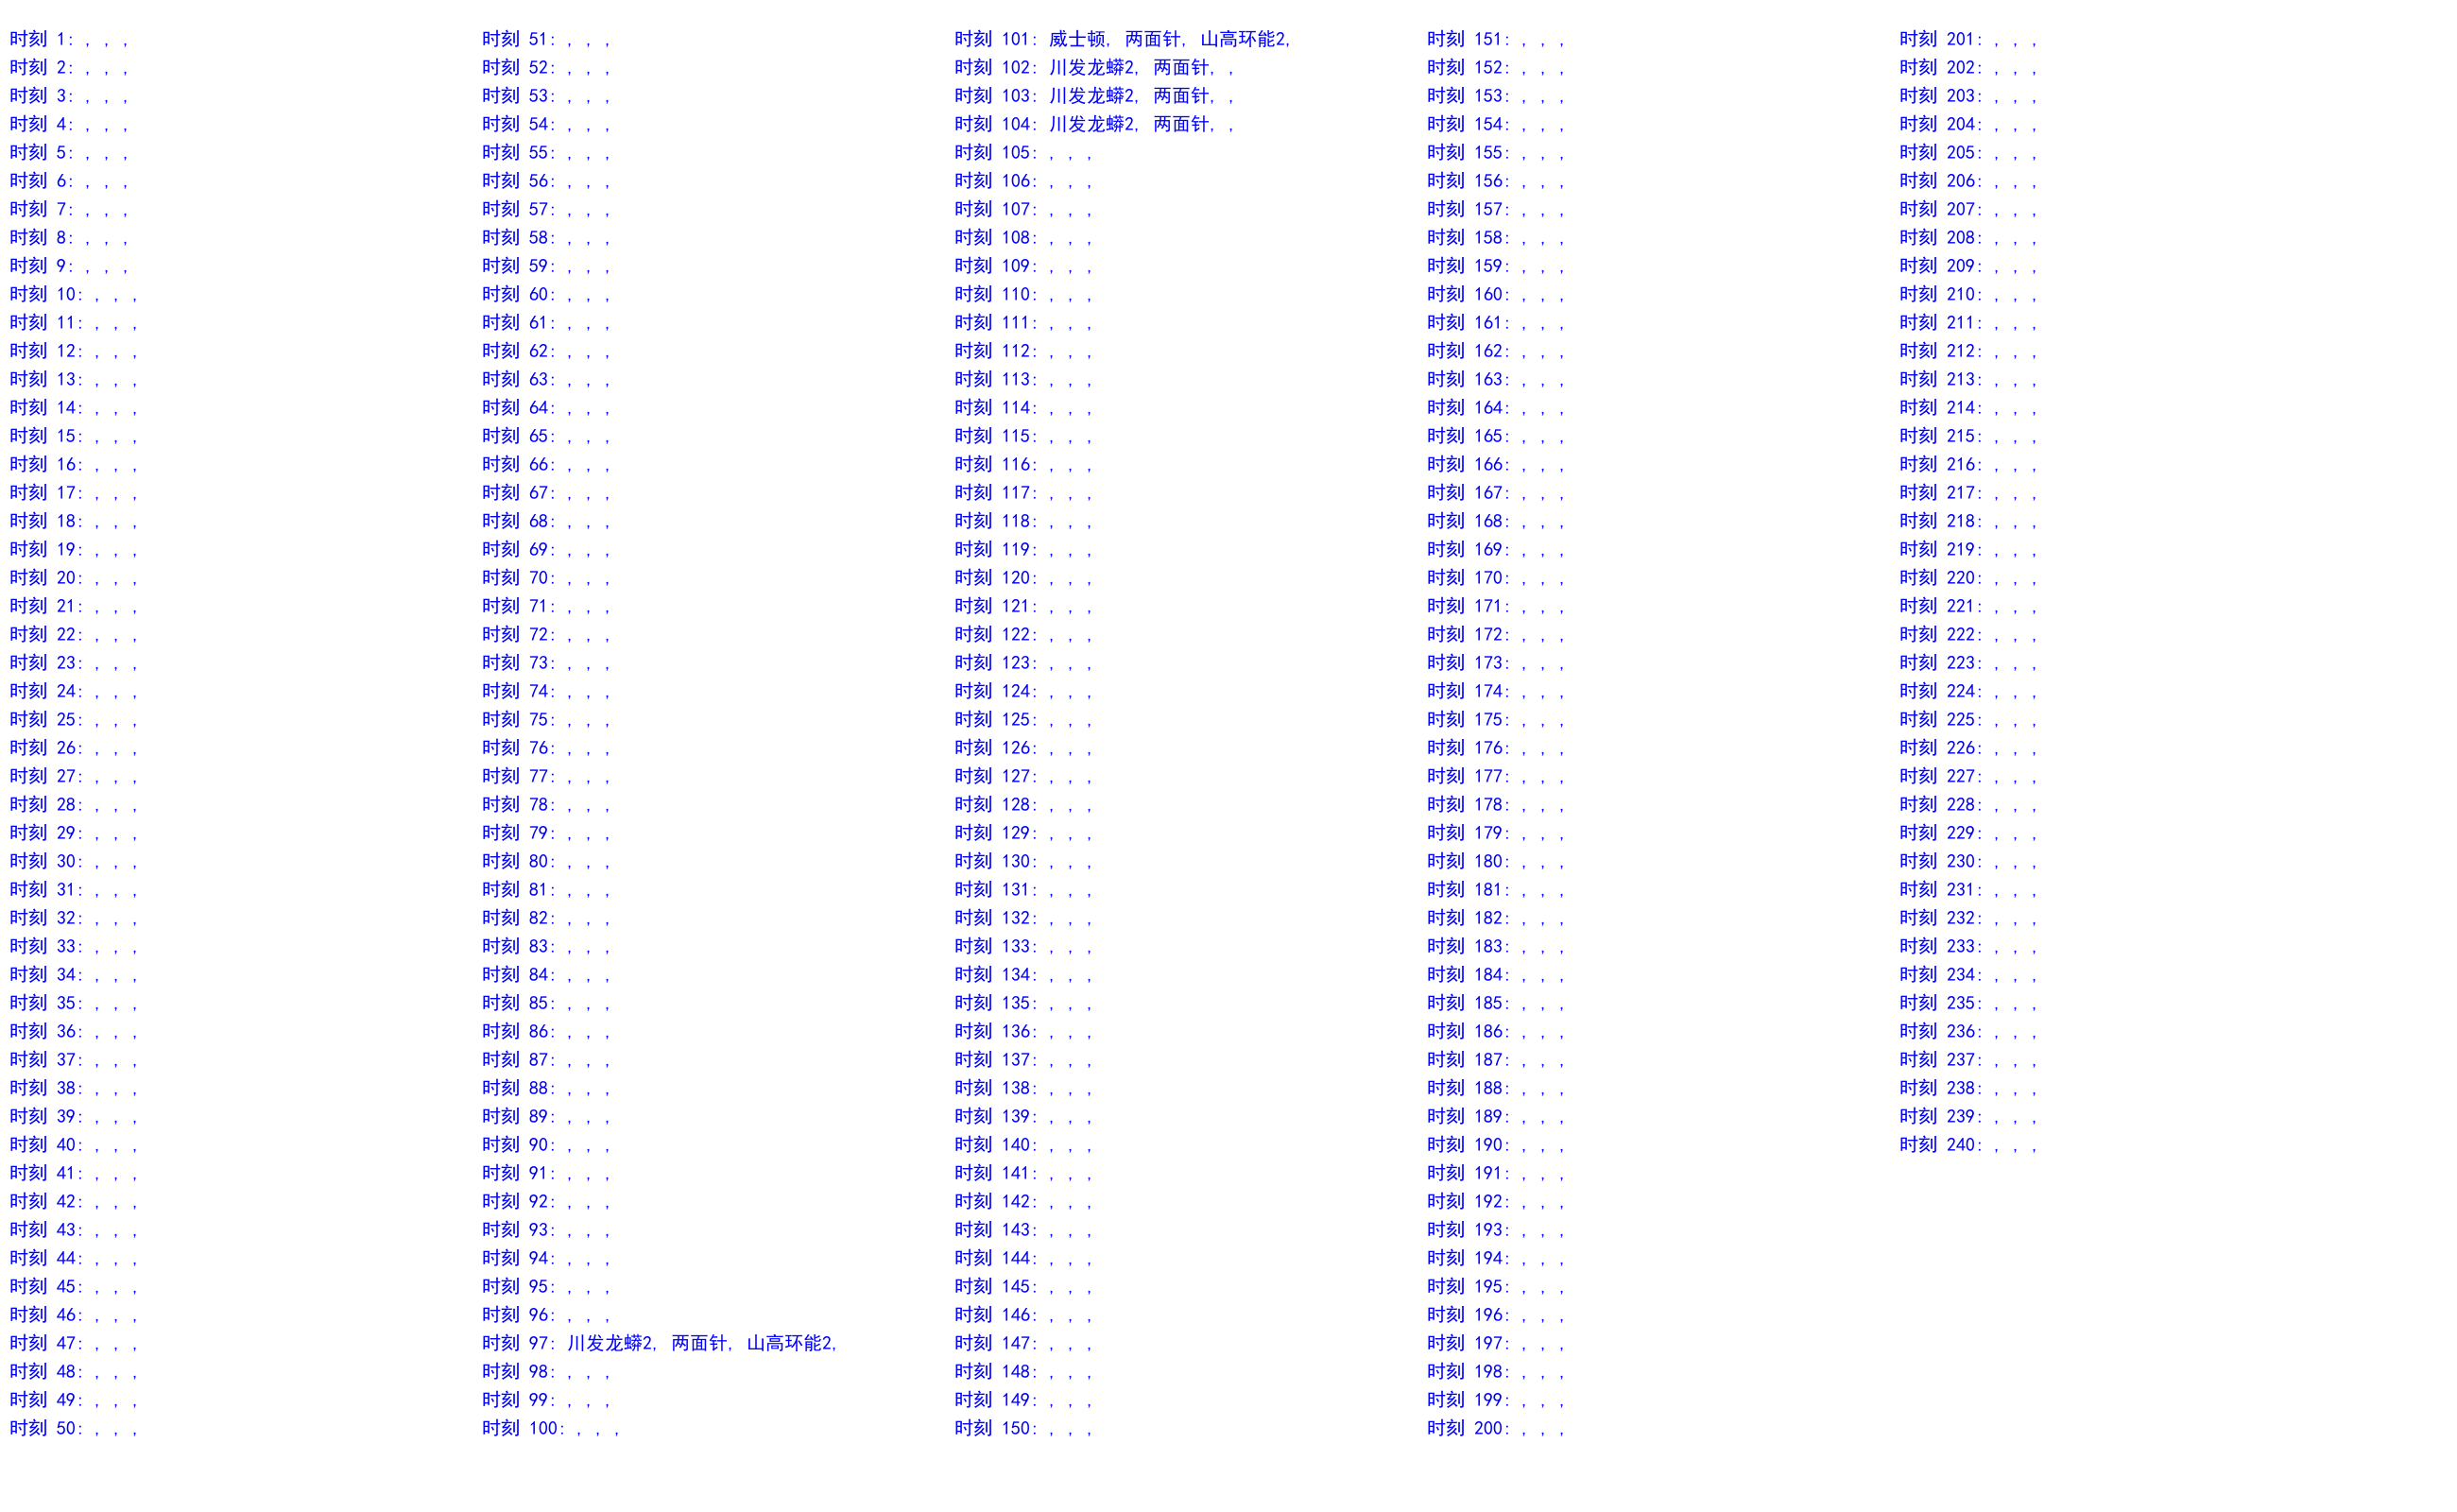 时刻 1: , , ,
时刻 2: , , ,
时刻 3: , , ,
时刻 4: , , ,
时刻 5: , , ,
时刻 6: , , ,
时刻 7: , , ,
时刻 8: , , ,
时刻 9: , , ,
时刻 10: , , ,
时刻 11: , , ,
时刻 12: , , ,
时刻 13: , , ,
时刻 14: , , ,
时刻 15: , , ,
时刻 16: , , ,
时刻 17: , , ,
时刻 18: , , ,
时刻 19: , , ,
时刻 20: , , ,
时刻 21: , , ,
时刻 22: , , ,
时刻 23: , , ,
时刻 24: , , ,
时刻 25: , , ,
时刻 26: , , ,
时刻 27: , , ,
时刻 28: , , ,
时刻 29: , , ,
时刻 30: , , ,
时刻 31: , , ,
时刻 32: , , ,
时刻 33: , , ,
时刻 34: , , ,
时刻 35: , , ,
时刻 36: , , ,
时刻 37: , , ,
时刻 38: , , ,
时刻 39: , , ,
时刻 40: , , ,
时刻 41: , , ,
时刻 42: , , ,
时刻 43: , , ,
时刻 44: , , ,
时刻 45: , , ,
时刻 46: , , ,
时刻 47: , , ,
时刻 48: , , ,
时刻 49: , , ,
时刻 50: , , ,
时刻 51: , , ,
时刻 52: , , ,
时刻 53: , , ,
时刻 54: , , ,
时刻 55: , , ,
时刻 56: , , ,
时刻 57: , , ,
时刻 58: , , ,
时刻 59: , , ,
时刻 60: , , ,
时刻 61: , , ,
时刻 62: , , ,
时刻 63: , , ,
时刻 64: , , ,
时刻 65: , , ,
时刻 66: , , ,
时刻 67: , , ,
时刻 68: , , ,
时刻 69: , , ,
时刻 70: , , ,
时刻 71: , , ,
时刻 72: , , ,
时刻 73: , , ,
时刻 74: , , ,
时刻 75: , , ,
时刻 76: , , ,
时刻 77: , , ,
时刻 78: , , ,
时刻 79: , , ,
时刻 80: , , ,
时刻 81: , , ,
时刻 82: , , ,
时刻 83: , , ,
时刻 84: , , ,
时刻 85: , , ,
时刻 86: , , ,
时刻 87: , , ,
时刻 88: , , ,
时刻 89: , , ,
时刻 90: , , ,
时刻 91: , , ,
时刻 92: , , ,
时刻 93: , , ,
时刻 94: , , ,
时刻 95: , , ,
时刻 96: , , ,
时刻 97: 川发龙蟒2, 两面针, 山高环能2,
时刻 98: , , ,
时刻 99: , , ,
时刻 100: , , ,
时刻 101: 威士顿, 两面针, 山高环能2,
时刻 102: 川发龙蟒2, 两面针, ,
时刻 103: 川发龙蟒2, 两面针, ,
时刻 104: 川发龙蟒2, 两面针, ,
时刻 105: , , ,
时刻 106: , , ,
时刻 107: , , ,
时刻 108: , , ,
时刻 109: , , ,
时刻 110: , , ,
时刻 111: , , ,
时刻 112: , , ,
时刻 113: , , ,
时刻 114: , , ,
时刻 115: , , ,
时刻 116: , , ,
时刻 117: , , ,
时刻 118: , , ,
时刻 119: , , ,
时刻 120: , , ,
时刻 121: , , ,
时刻 122: , , ,
时刻 123: , , ,
时刻 124: , , ,
时刻 125: , , ,
时刻 126: , , ,
时刻 127: , , ,
时刻 128: , , ,
时刻 129: , , ,
时刻 130: , , ,
时刻 131: , , ,
时刻 132: , , ,
时刻 133: , , ,
时刻 134: , , ,
时刻 135: , , ,
时刻 136: , , ,
时刻 137: , , ,
时刻 138: , , ,
时刻 139: , , ,
时刻 140: , , ,
时刻 141: , , ,
时刻 142: , , ,
时刻 143: , , ,
时刻 144: , , ,
时刻 145: , , ,
时刻 146: , , ,
时刻 147: , , ,
时刻 148: , , ,
时刻 149: , , ,
时刻 150: , , ,
时刻 151: , , ,
时刻 152: , , ,
时刻 153: , , ,
时刻 154: , , ,
时刻 155: , , ,
时刻 156: , , ,
时刻 157: , , ,
时刻 158: , , ,
时刻 159: , , ,
时刻 160: , , ,
时刻 161: , , ,
时刻 162: , , ,
时刻 163: , , ,
时刻 164: , , ,
时刻 165: , , ,
时刻 166: , , ,
时刻 167: , , ,
时刻 168: , , ,
时刻 169: , , ,
时刻 170: , , ,
时刻 171: , , ,
时刻 172: , , ,
时刻 173: , , ,
时刻 174: , , ,
时刻 175: , , ,
时刻 176: , , ,
时刻 177: , , ,
时刻 178: , , ,
时刻 179: , , ,
时刻 180: , , ,
时刻 181: , , ,
时刻 182: , , ,
时刻 183: , , ,
时刻 184: , , ,
时刻 185: , , ,
时刻 186: , , ,
时刻 187: , , ,
时刻 188: , , ,
时刻 189: , , ,
时刻 190: , , ,
时刻 191: , , ,
时刻 192: , , ,
时刻 193: , , ,
时刻 194: , , ,
时刻 195: , , ,
时刻 196: , , ,
时刻 197: , , ,
时刻 198: , , ,
时刻 199: , , ,
时刻 200: , , ,
时刻 201: , , ,
时刻 202: , , ,
时刻 203: , , ,
时刻 204: , , ,
时刻 205: , , ,
时刻 206: , , ,
时刻 207: , , ,
时刻 208: , , ,
时刻 209: , , ,
时刻 210: , , ,
时刻 211: , , ,
时刻 212: , , ,
时刻 213: , , ,
时刻 214: , , ,
时刻 215: , , ,
时刻 216: , , ,
时刻 217: , , ,
时刻 218: , , ,
时刻 219: , , ,
时刻 220: , , ,
时刻 221: , , ,
时刻 222: , , ,
时刻 223: , , ,
时刻 224: , , ,
时刻 225: , , ,
时刻 226: , , ,
时刻 227: , , ,
时刻 228: , , ,
时刻 229: , , ,
时刻 230: , , ,
时刻 231: , , ,
时刻 232: , , ,
时刻 233: , , ,
时刻 234: , , ,
时刻 235: , , ,
时刻 236: , , ,
时刻 237: , , ,
时刻 238: , , ,
时刻 239: , , ,
时刻 240: , , ,